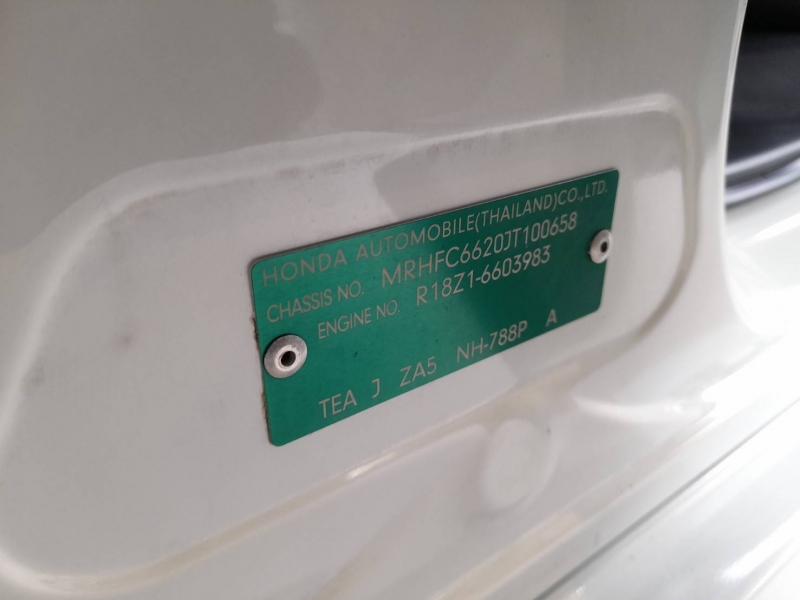 HONDA AUTOMOBILE(THAILAND)CO.,LTD.
CHASSIS NO. MRHFC6620JT100658
ENGINE NO. R18Z1-6603983
TEA J ZA5 NH-788P A